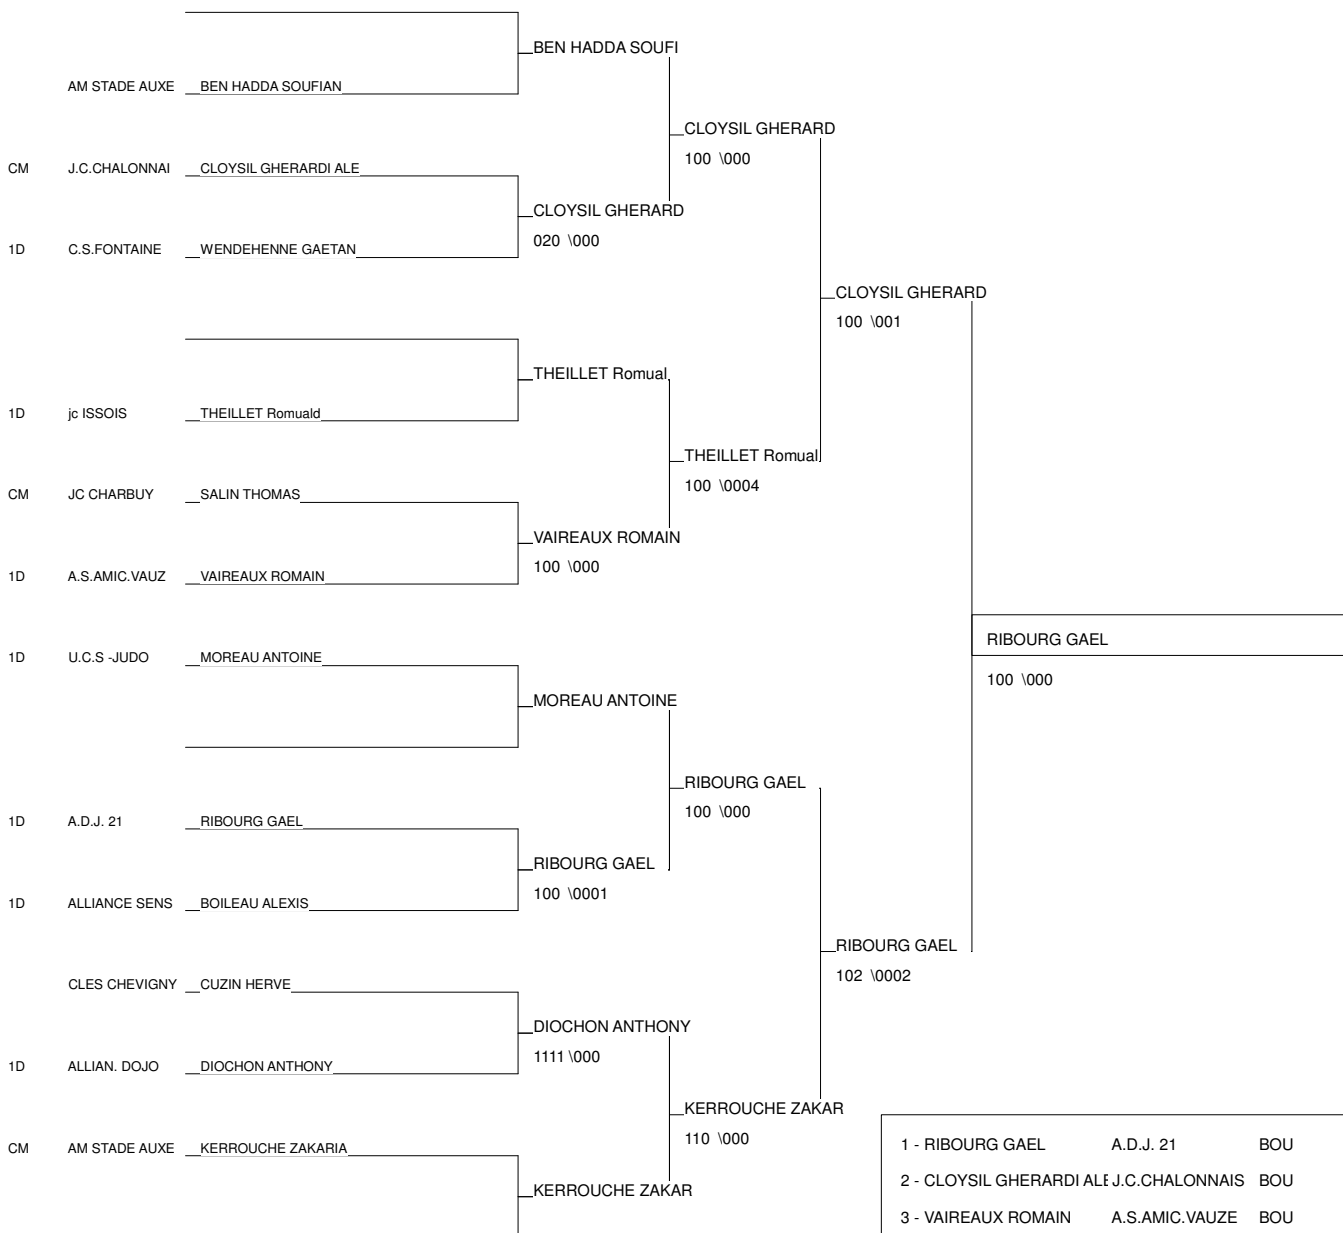 BEN HADDA SOUFI
AM STADE AUXE BEN HADDA SOUFIAN
CLOYSIL GHERARD
100 \000
CM J.C.CHALONNAI CLOYSIL GHERARDI ALE
CLOYSIL GHERARD
020 \000
1D C.S.FONTAINE WENDEHENNE GAETAN
CLOYSIL GHERARD
100 \001
THEILLET Romual
1D jc ISSOIS THEILLET Romuald
THEILLET Romual
100 \0004
CM JC CHARBUY SALIN THOMAS
VAIREAUX ROMAIN
100 \000
1D A.S.AMIC.VAUZ VAIREAUX ROMAIN
RIBOURG GAEL
100 \000
1D U.C.S -JUDO MOREAU ANTOINE
MOREAU ANTOINE
RIBOURG GAEL
100 \000
1D A.D.J. 21 RIBOURG GAEL
RIBOURG GAEL
100 \0001
1D ALLIANCE SENS BOILEAU ALEXIS
RIBOURG GAEL
102 \0002
CLES CHEVIGNY CUZIN HERVE
DIOCHON ANTHONY
1111 \000
1D ALLIAN. DOJO DIOCHON ANTHONY
KERROUCHE ZAKAR
110 \000
CM AM STADE AUXE KERROUCHE ZAKARIA
KERROUCHE ZAKAR
1 - RIBOURG GAEL A.D.J. 21 BOU
2 - CLOYSIL GHERARDI ALE J.C.CHALONNAIS BOU
3 - VAIREAUX ROMAIN A.S.AMIC.VAUZE BOU